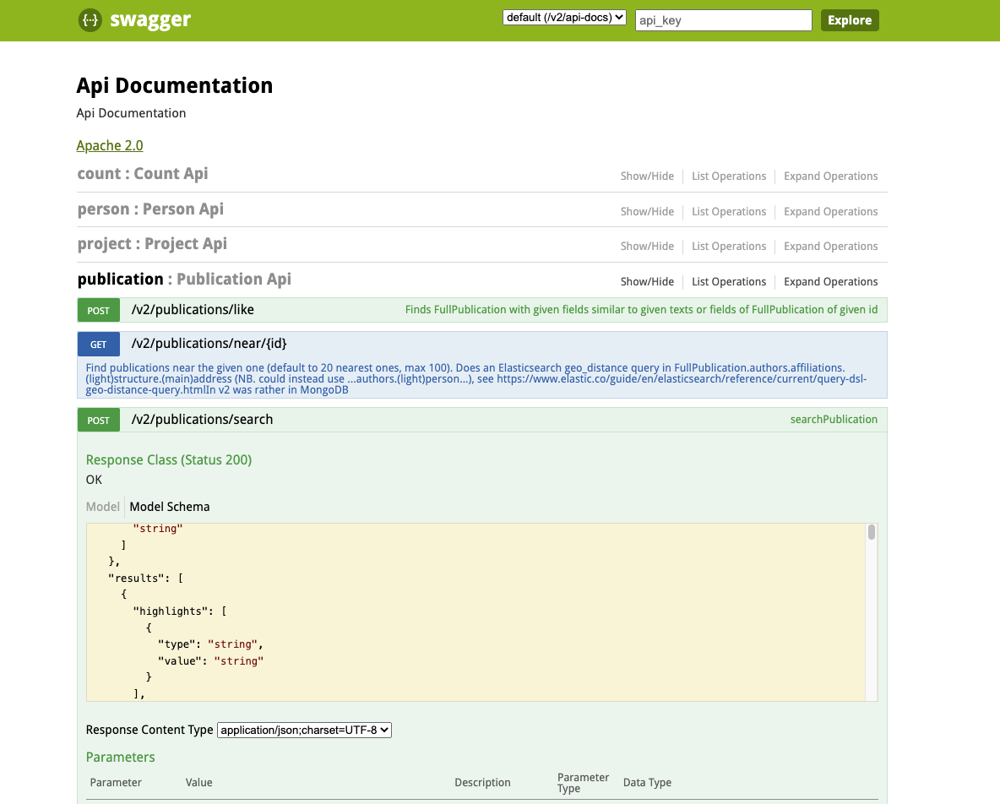 {···} swagger default (/v2/api-docs) api_key Explore
Api Documentation
Api Documentation
Apache 2.0
count : Count Api Show/Hide List Operations Expand Operations
person : Person Api Show/Hide List Operations Expand Operations
project : Project Api Show/Hide List Operations Expand Operations
publication : Publication Api Show/Hide List Operations Expand Operations
POST /v2/publications/like Finds FullPublication with given fields similar to given texts or fields of FullPublication of given id
GET /v2/publications/near/{id}
Find publications near the given one (default to 20 nearest ones, max 100). Does an Elasticsearch geo_distance query in FullPublication.authors.affiliations.
(light)structure.(main)address (NB. could instead use ...authors.(light)person...), see https://www.elastic.co/guide/en/elasticsearch/reference/current/query-dsl-
geo-distance-query.htmlIn v2 was rather in MongoDB
POST /v2/publications/search searchPublication
Response Class (Status 200)
OK
Model Model Schema
"string"
]
},
"results": [
{
"highlights": [
{
"type": "string",
"value": "string"
}
],
Response Content Type application/json;charset=UTF-8
Parameters
Parameter Value Description Parameter Type Data Type